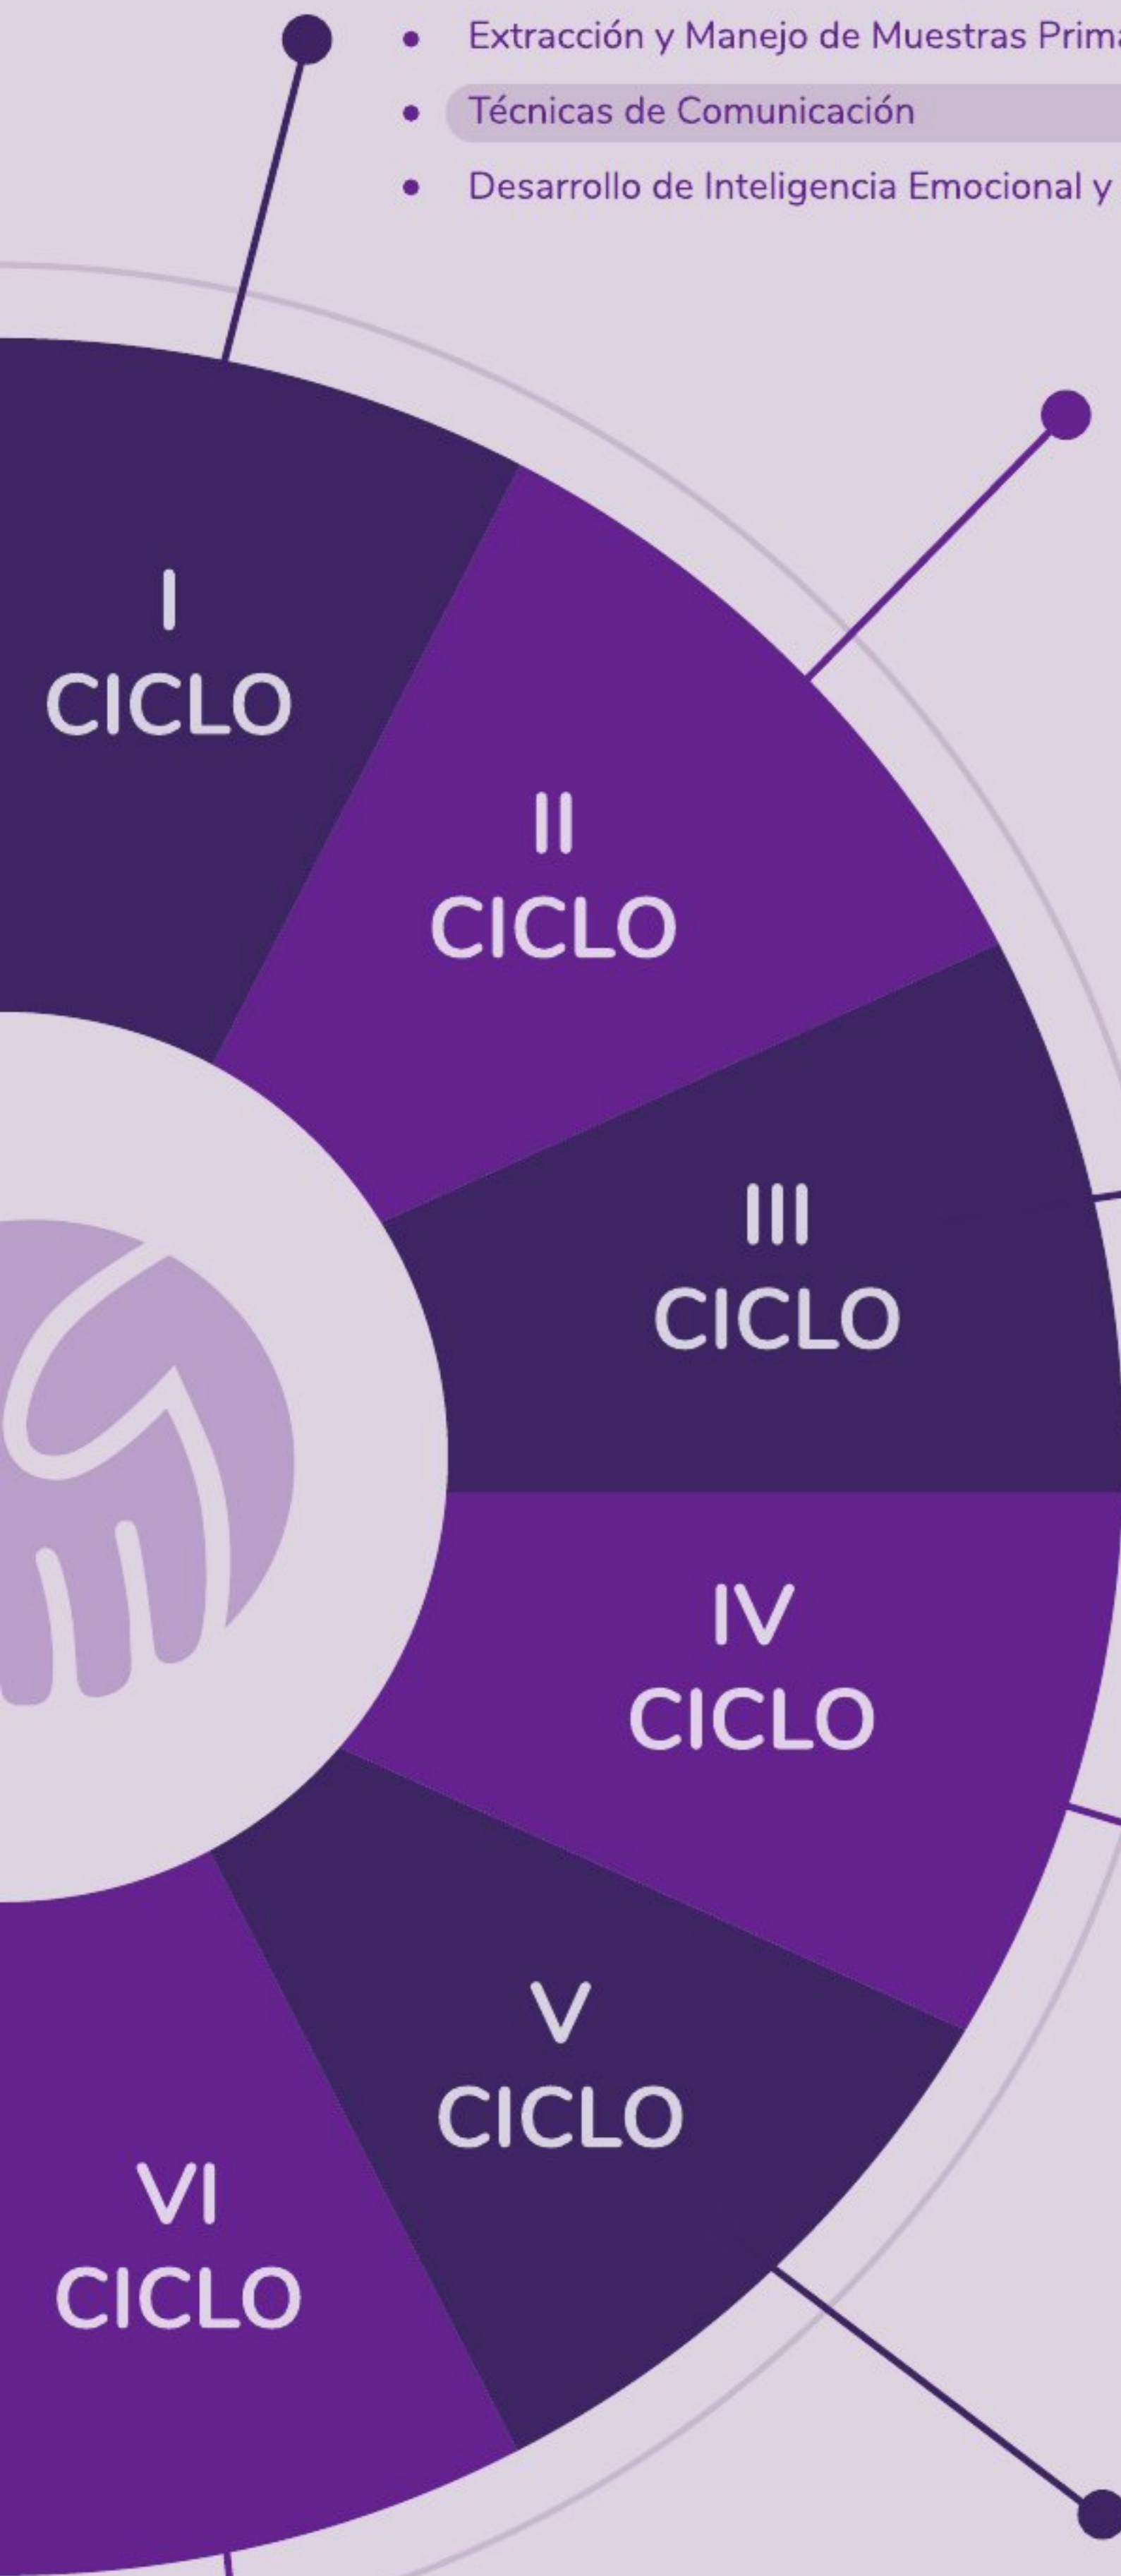 • Extracción y Manejo de Muestras
• Técnicas de Comunicación
• Desarrollo de Inteligencia Emocional y
I
CICLO
II
CICLO
III
CICLO
IV
CICLO
V
CICLO
VI
CICLO